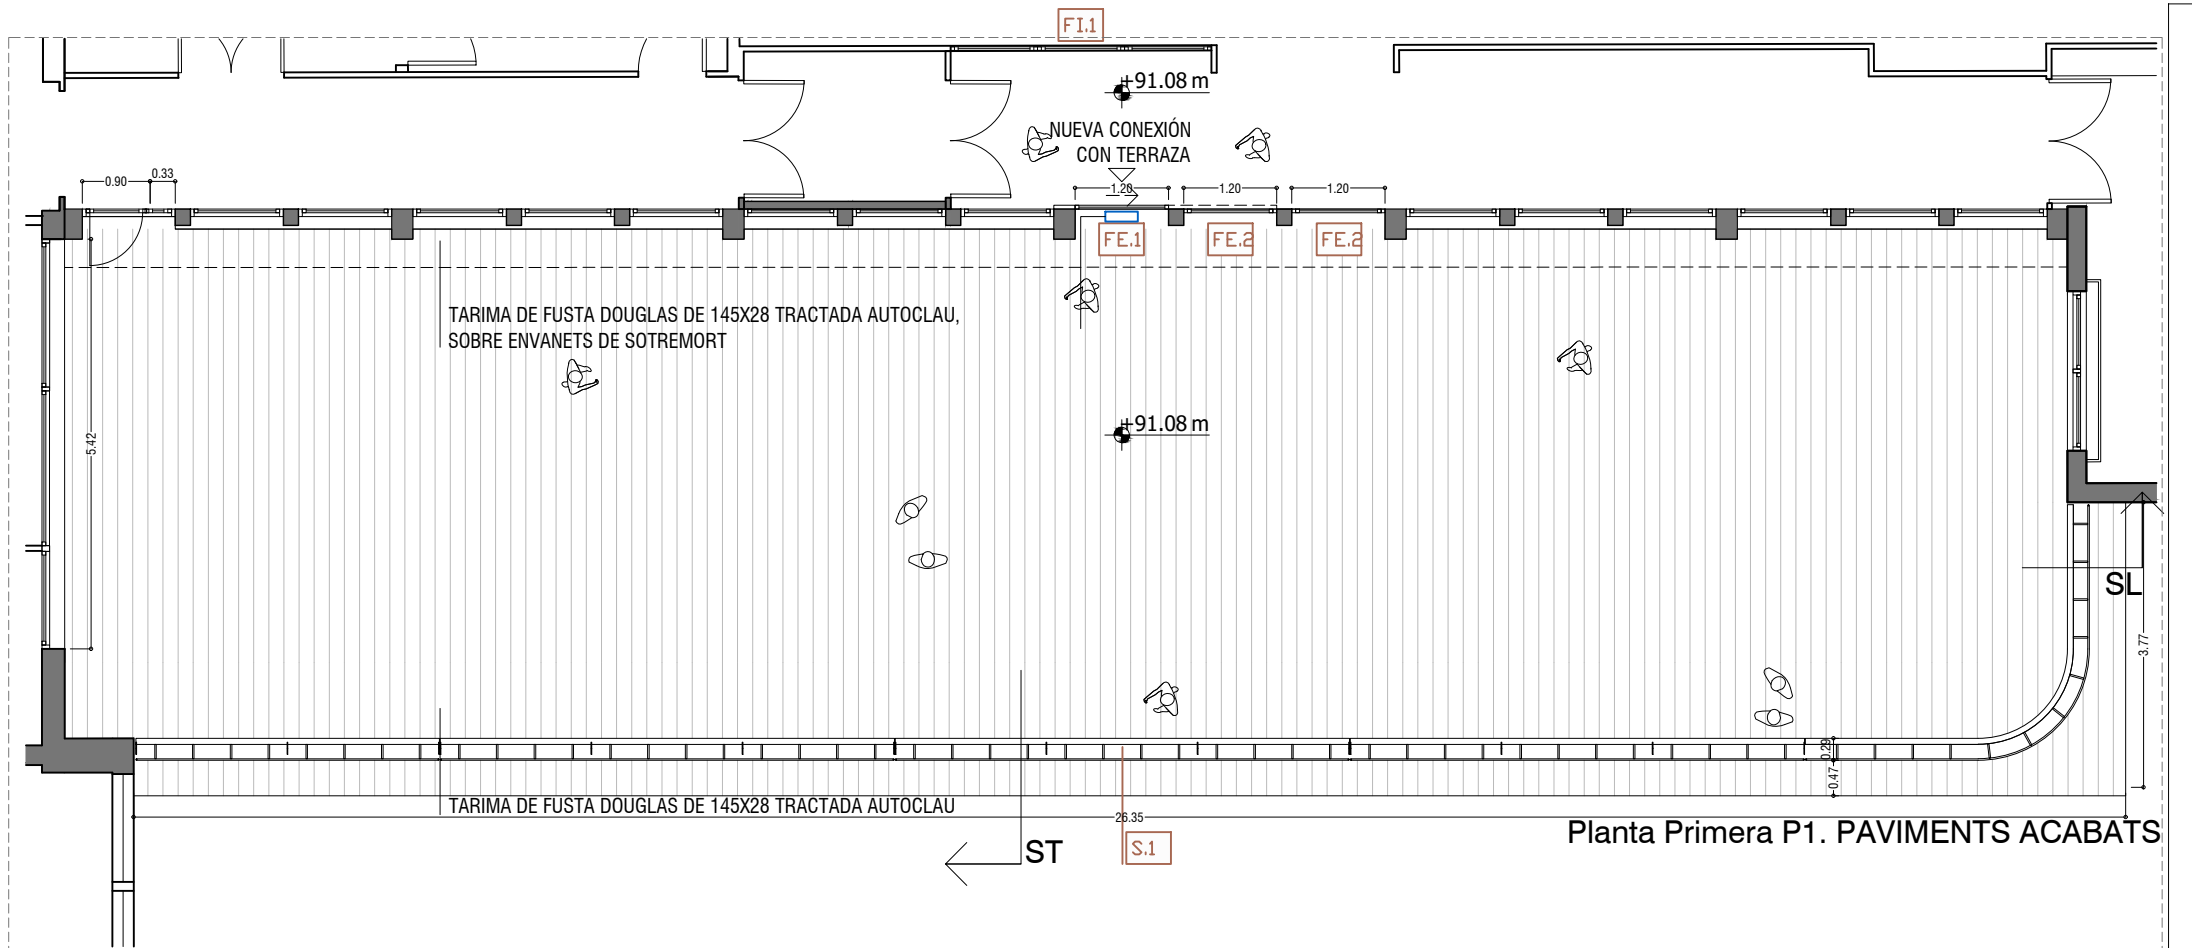 FI.1
+91.08 m
NUEVA CONEXIÓN
CON TERRAZA
0.90
0.33
1.20
1.20
1.20
FE.1
FE.2
FE.2
TARIMA DE FUSTA DOUGLAS DE 145X28 TRACTADA AUTOCLAU,
SOBRE ENVANETS DE SOTREMORT
5.42
+91.08 m
SL
3.77
0.29
0.47
TARIMA DE FUSTA DOUGLAS DE 145X28 TRACTADA AUTOCLAU
26.35
Planta Primera P1. PAVIMENTS ACABATS
ST
S.1